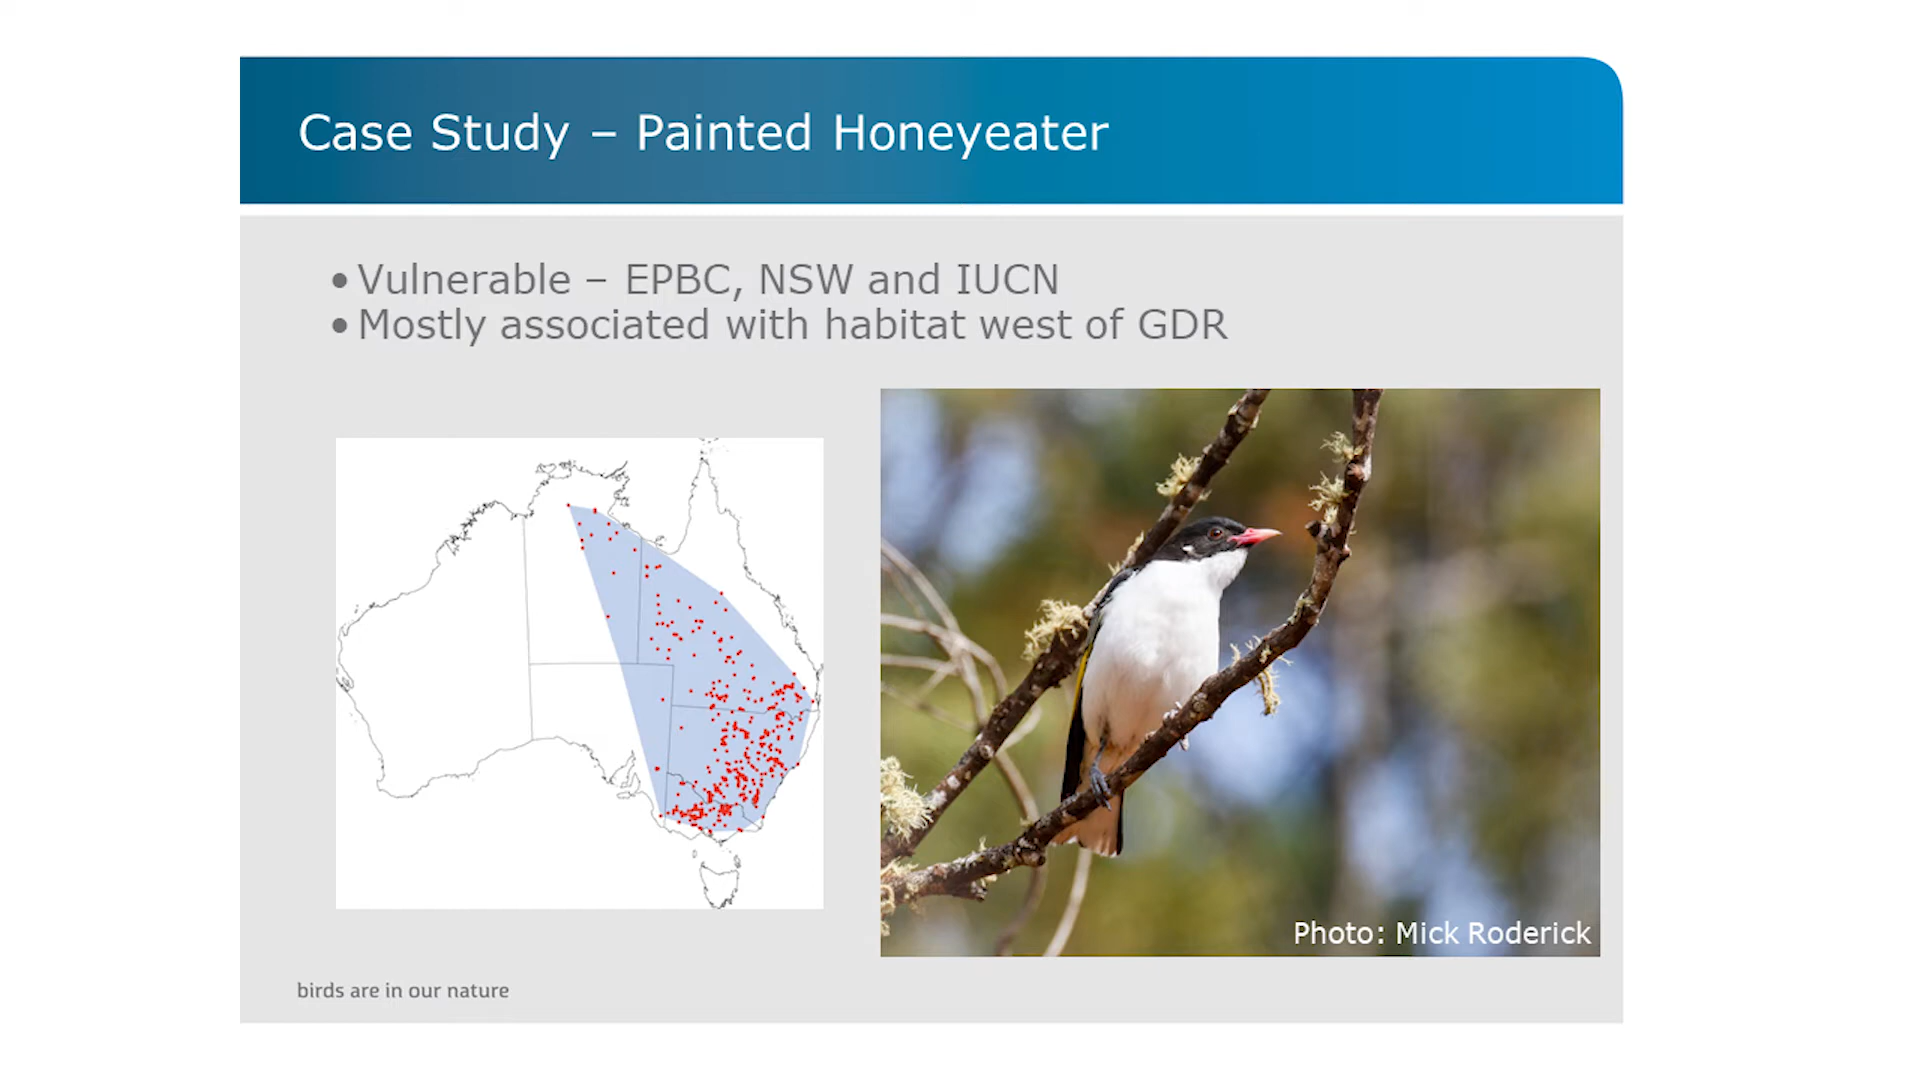 Case Study – Painted Honeyeater
• Vulnerable – EPBC, NSW and IUCN
• Mostly associated with habitat west of GDR
Photo: Mick Roderick
birds are in our nature